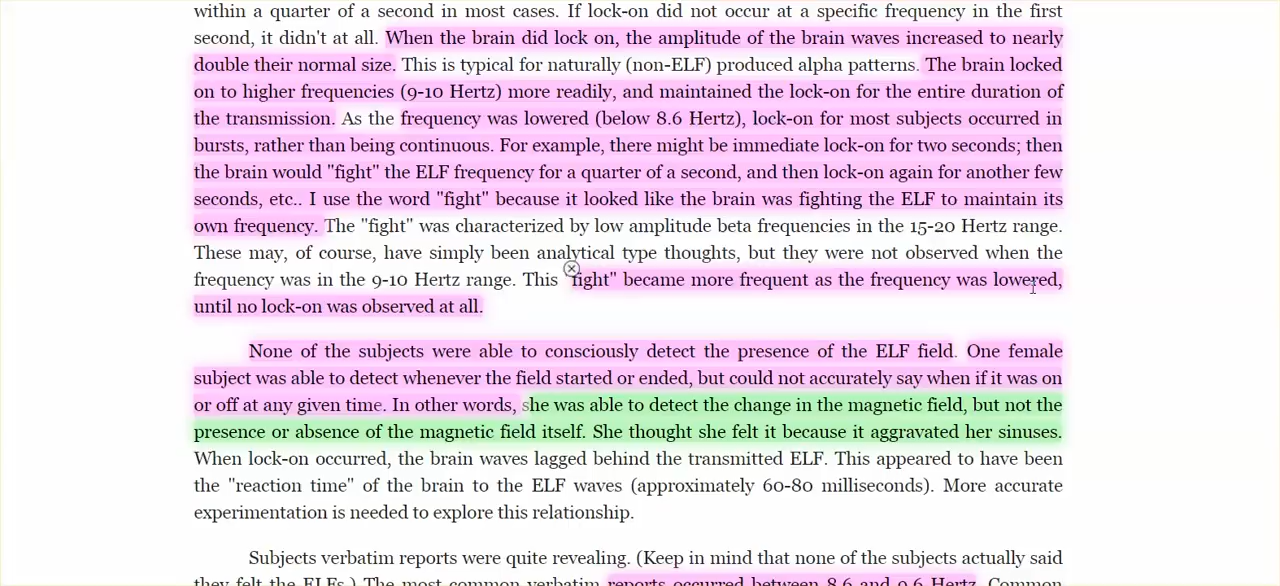 within a quarter of a second in most cases. If lock-on did not occur at a specific frequency in the first
second, it didn't at all. When the brain did lock on, the amplitude of the brain waves increased to nearly
double their normal size. This is typical for naturally (non-ELF) produced alpha patterns. The brain locked
on to higher frequencies (9-10 Hertz) more readily, and maintained the lock-on for the entire duration of
the transmission. As the frequency was lowered (below 8.6 Hertz), lock-on for most subjects occurred in
bursts, rather than being continuous. For example, there might be immediate lock-on for two seconds; then
the brain would "fight" the ELF frequency for a quarter of a second, and then lock-on again for another few
seconds, etc.. I use the word "fight" because it looked like the brain was fighting the ELF to maintain its
own frequency. The "fight" was characterized by low amplitude beta frequencies in the 15-20 Hertz range.
These may, of course, have simply been analytical type thoughts, but they were not observed when the
frequency was in the 9-10 Hertz range. This "fight" became more frequent as the frequency was lowered,
until no lock-on was observed at all.
None of the subjects were able to consciously detect the presence of the ELF field. One female
subject was able to detect whenever the field started or ended, but could not accurately say when if it was on
or off at any given time. In other words, she was able to detect the change in the magnetic field, but not the
presence or absence of the magnetic field itself. She thought she felt it because it aggravated her sinuses.
When lock-on occurred, the brain waves lagged behind the transmitted ELF. This appeared to have been
the "reaction time" of the brain to the ELF waves (approximately 60-80 milliseconds). More accurate
experimentation is needed to explore this relationship.
Subjects verbatim reports were quite revealing. (Keep in mind that none of the subjects actually said
they felt the ELFs.) The most common verbatim reports occurred between 8.6 and 9.6 Hertz. Common